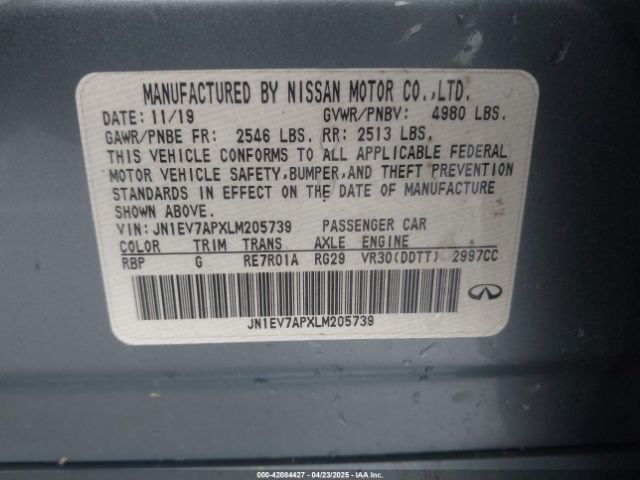 MANUFACTURED BY NISSAN MOTOR CO.,LTD.
DATE: 11/19 GVWR/PNBV: 4980 LBS.
GAWR/PNBE FR: 2546 LBS. RR: 2513 LBS.
THIS VEHICLE CONFORMS TO ALL APPLICABLE FEDERAL
MOTOR VEHICLE SAFETY,BUMPER,AND THEFT PREVENTION
STANDARDS IN EFFECT ON THE DATE OF MANUFACTURE
SHOWN ABOVE.
VIN: JN1EV7APXLM205739 PASSENGER CAR
COLOR TRIM TRANS AXLE ENGINE
RBP G RE7R01A RG29 VR30(DDTT) 2997CC
JN1EV7APXLM205739
INFINITI
000-42084427 - 04/23/2025 - IAA Inc.